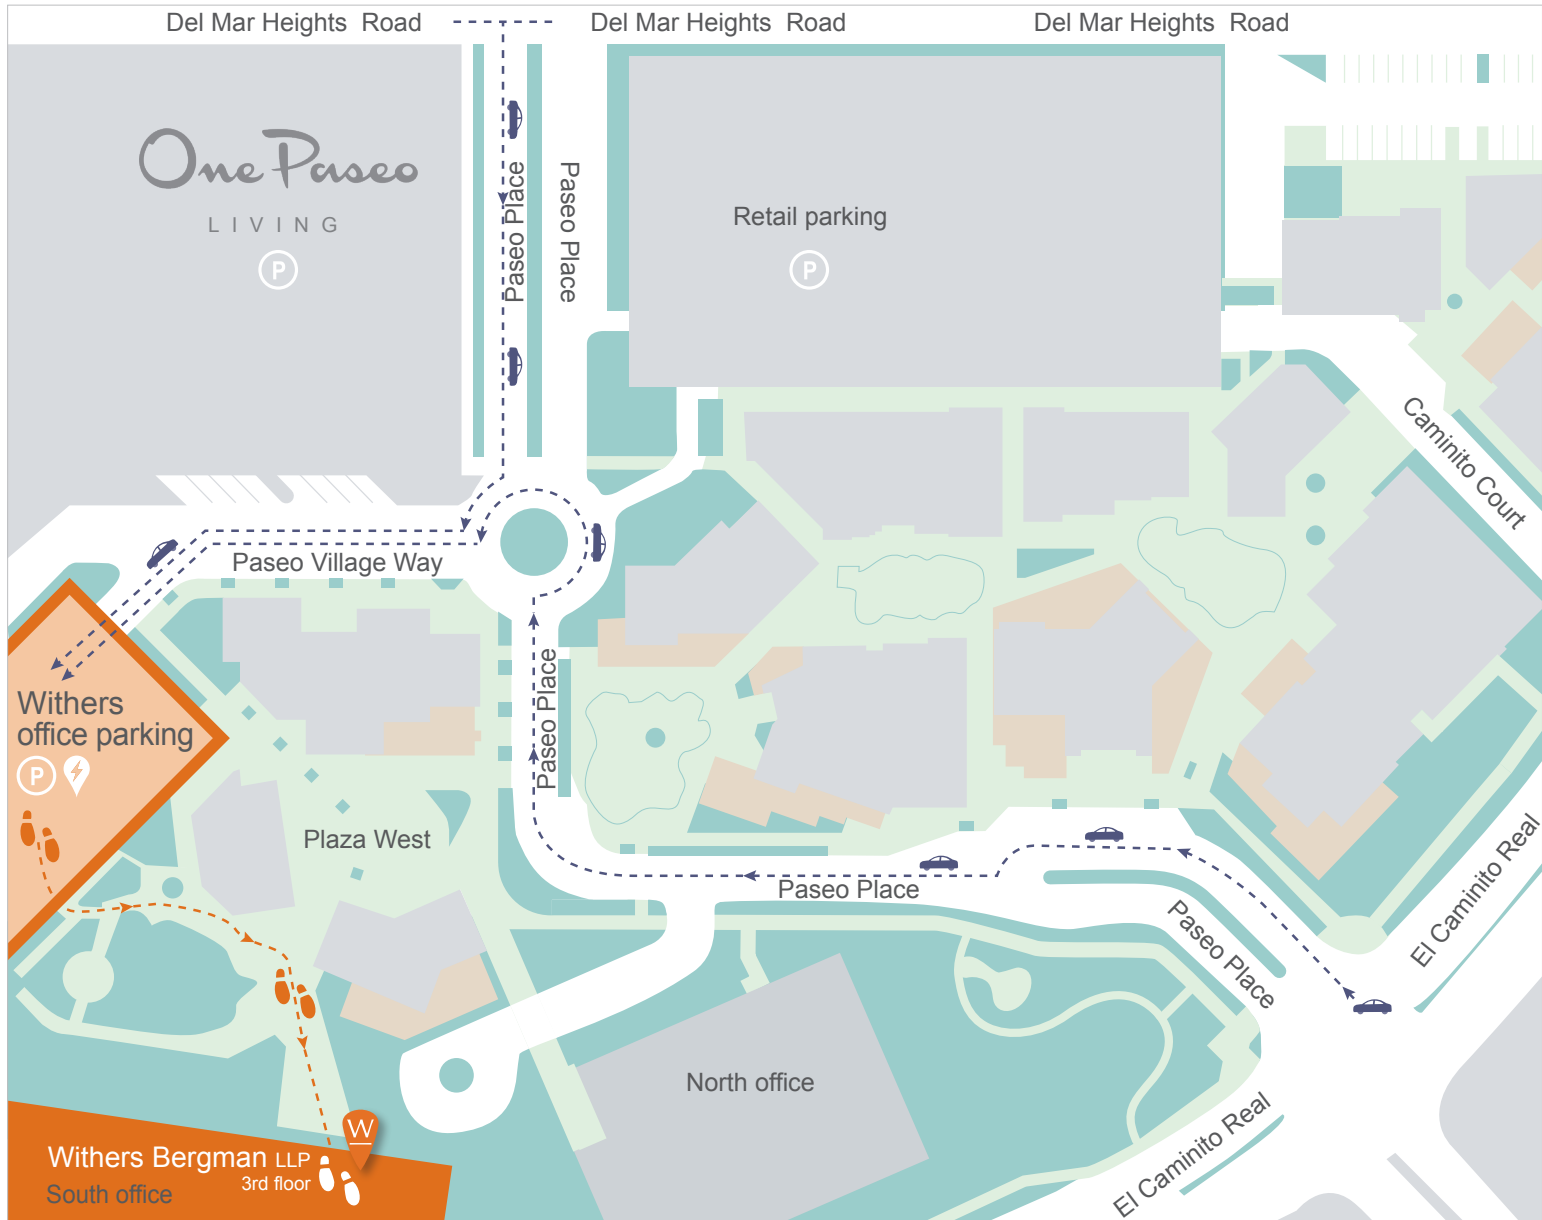 Del Mar Heights Road
Del Mar Heights Road
Del Mar Heights Road
One Paseo
LIVING
P
Paseo Place
Paseo Place
Retail parking
P
Caminito Court
Paseo Village Way
Withers
office parking
P
Paseo Place
Plaza West
Paseo Place
Paseo Place
El Caminito Real
North office
El Caminito Real
W
Withers Bergman LLP
3rd floor
South office